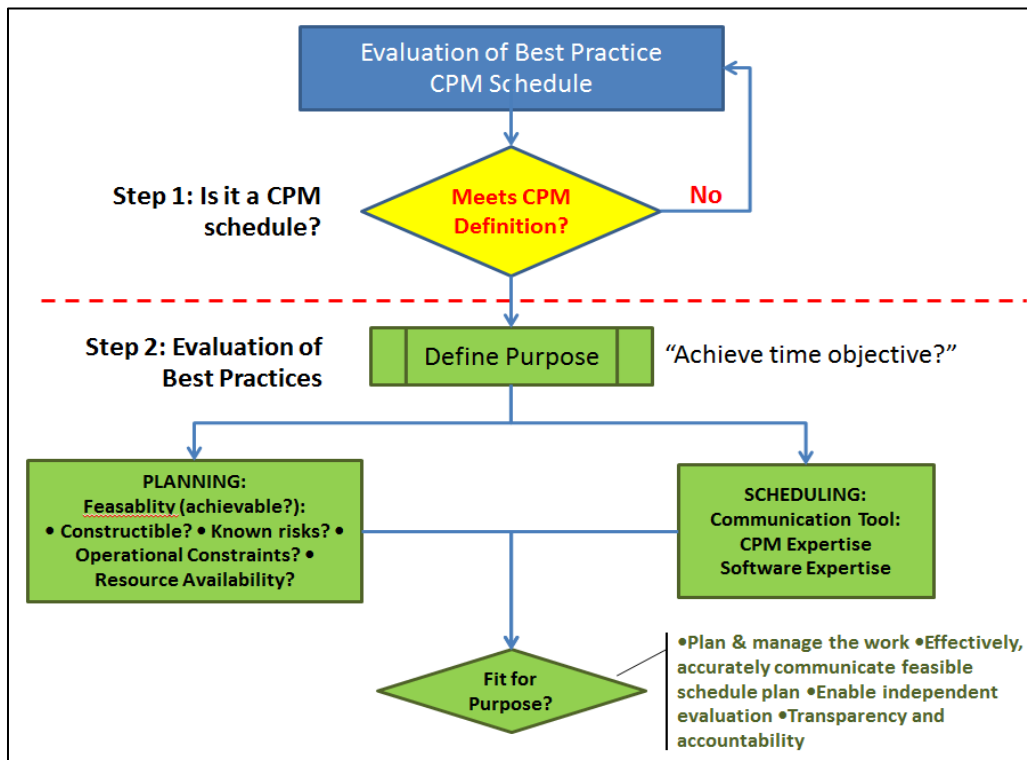 Evaluation of Best Practice
CPM Schedule
Step 1: Is it a CPM
schedule?
Meets CPM
Definition?
No
Step 2: Evaluation of
Best Practices
Define Purpose
“Achieve time objective?”
PLANNING:
Feasablity (achievable?):
• Constructible? • Known risks? •
Operational Constraints? •
Resource Availability?
SCHEDULING:
Communication Tool:
CPM Expertise
Software Expertise
Fit for
Purpose?
•Plan & manage the work •Effectively,
accurately communicate feasible
schedule plan •Enable independent
evaluation •Transparency and
accountability